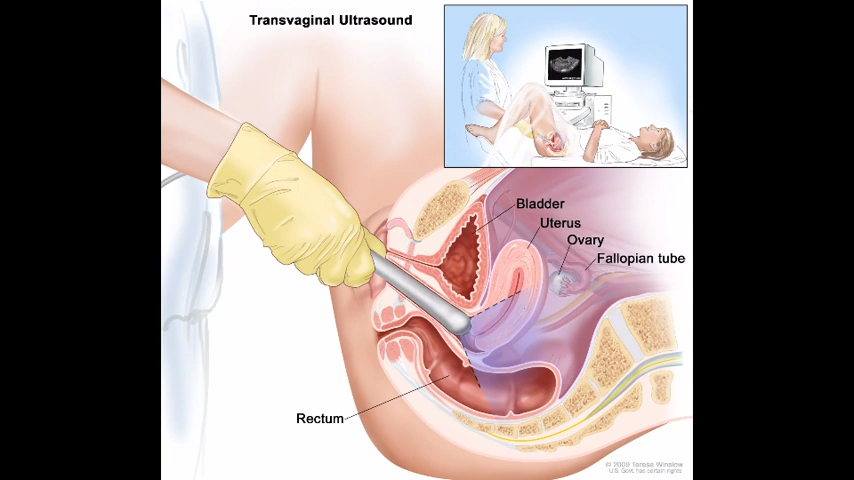 Transvaginal Ultrasound
Bladder
Uterus
Ovary
Fallopian tube
Rectum
© 2009 Terese Winslow
U.S. Govt. has certain rights